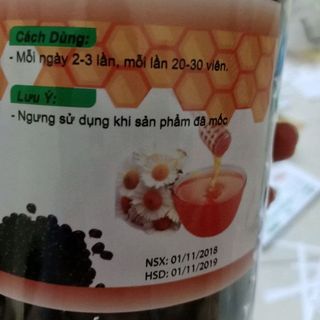 Cách Dùng:
- Mỗi ngày 2-3 lần, mỗi lần 20-30 viên.
Lưu Ý:
- Ngưng sử dụng khi sản phẩm đã mốc
NSX: 01/11/2018
HSD: 01/11/2019